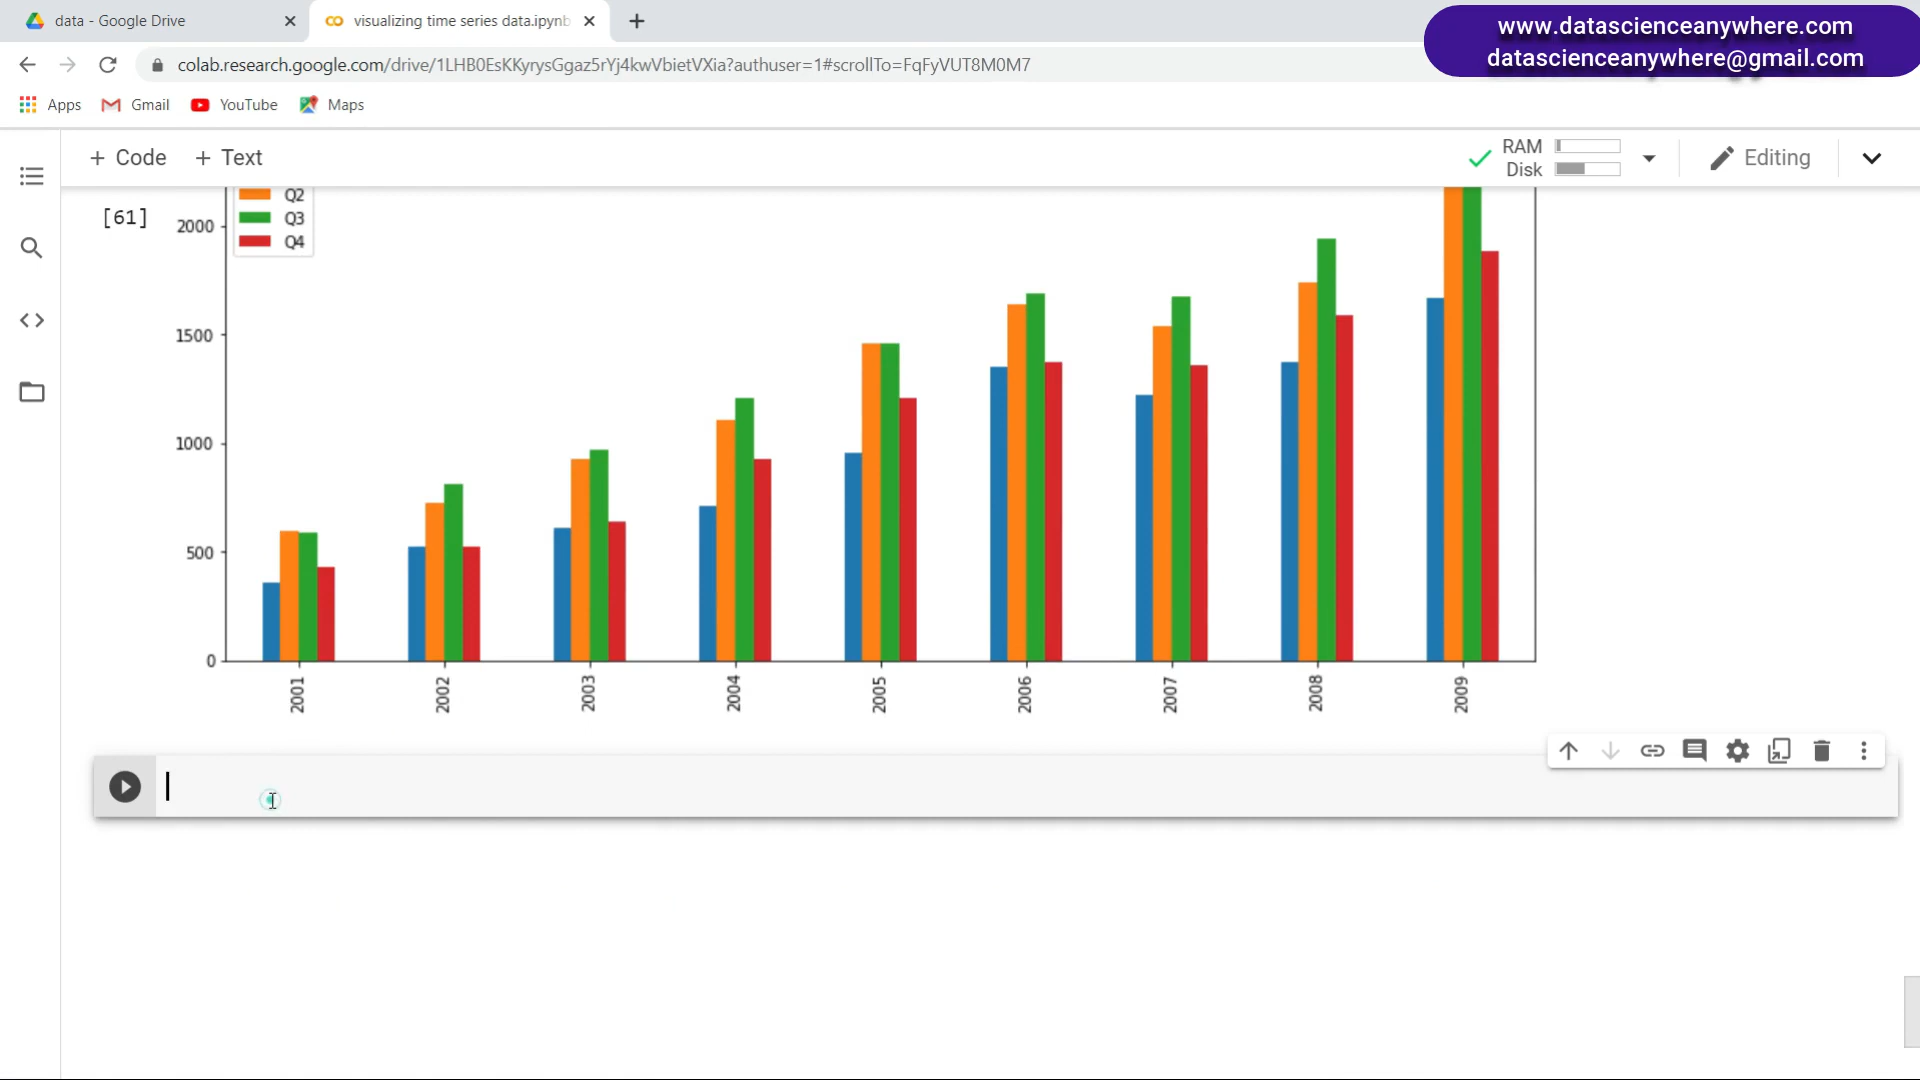 data - Google Drive
visualizing time series data.ipynb
www.datascienceanywhere.com
datascienceanywhere@gmail.com
colab.research.google.com/drive/1LHB0EsKKyrysGgaz5rYj4kwVbietVXia?authuser=1#scrollTo=FqFyVUT8M0M7
Apps
Gmail
YouTube
Maps
+ Code
+ Text
RAM
Disk
Editing
[61]
Q2
Q3
Q4
2000
1500
1000
500
0
2001
2002
2003
2004
2005
2006
2007
2008
2009